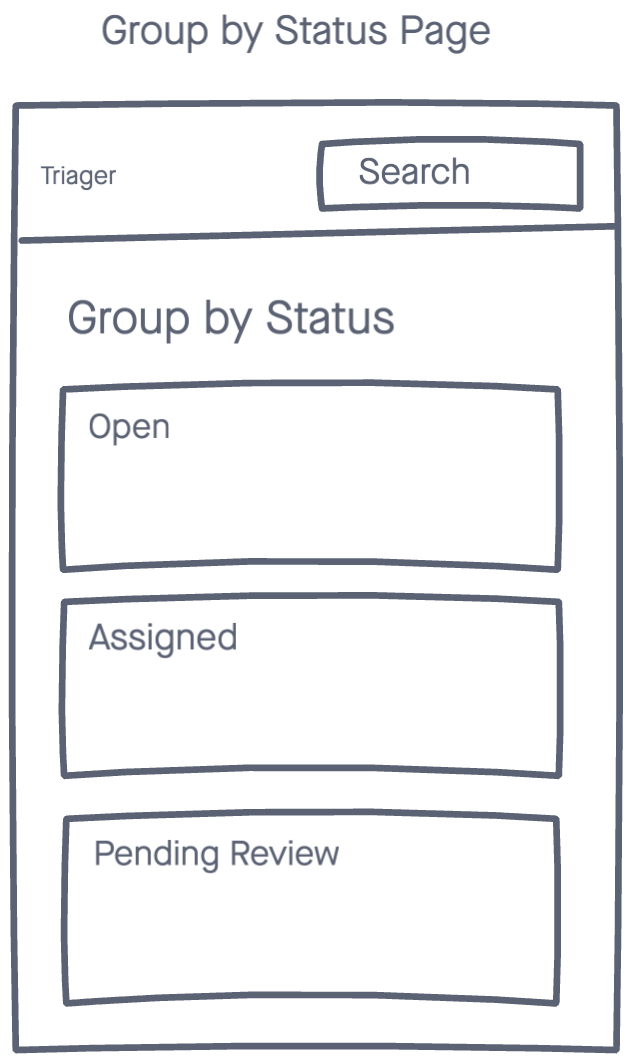 Group by Status Page
Triager
Search
Group by Status
Open
Assigned
Pending Review